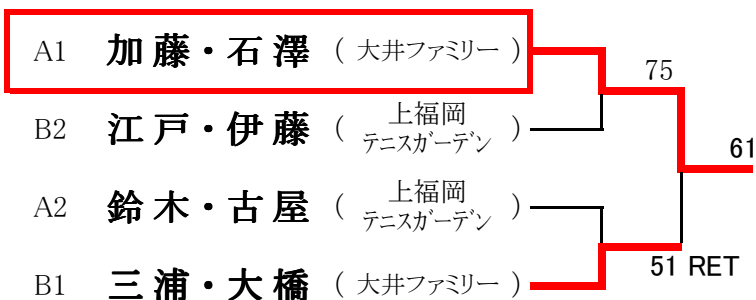 A1 加藤・石澤 ( 大井ファミリー )
75
B2 江戸・伊藤 ( 上福岡 テニスガーデン )
61
A2 鈴木・古屋 ( 上福岡 テニスガーデン )
51 RET
B1 三浦・大橋 ( 大井ファミリー )